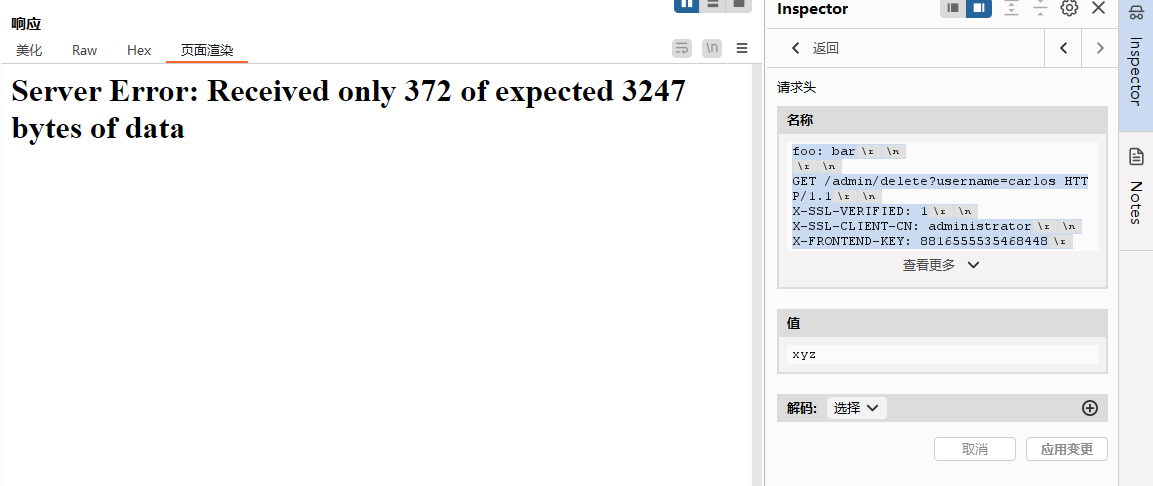 响应
美化 Raw Hex 页面渲染
\n
Server Error: Received only 372 of expected 3247
bytes of data
Inspector
返回
请求头
名称
foo: bar\r \n
\r \n
GET /admin/delete?username=carlos HTT
P/1.1\r \n
X-SSL-VERIFIED: 1\r \n
X-SSL-CLIENT-CN: administrator\r \n
X-FRONTEND-KEY: 8816555535468448\r
查看更多
值
xyz
解码: 选择
取消 应用变更
Inspector
Notes